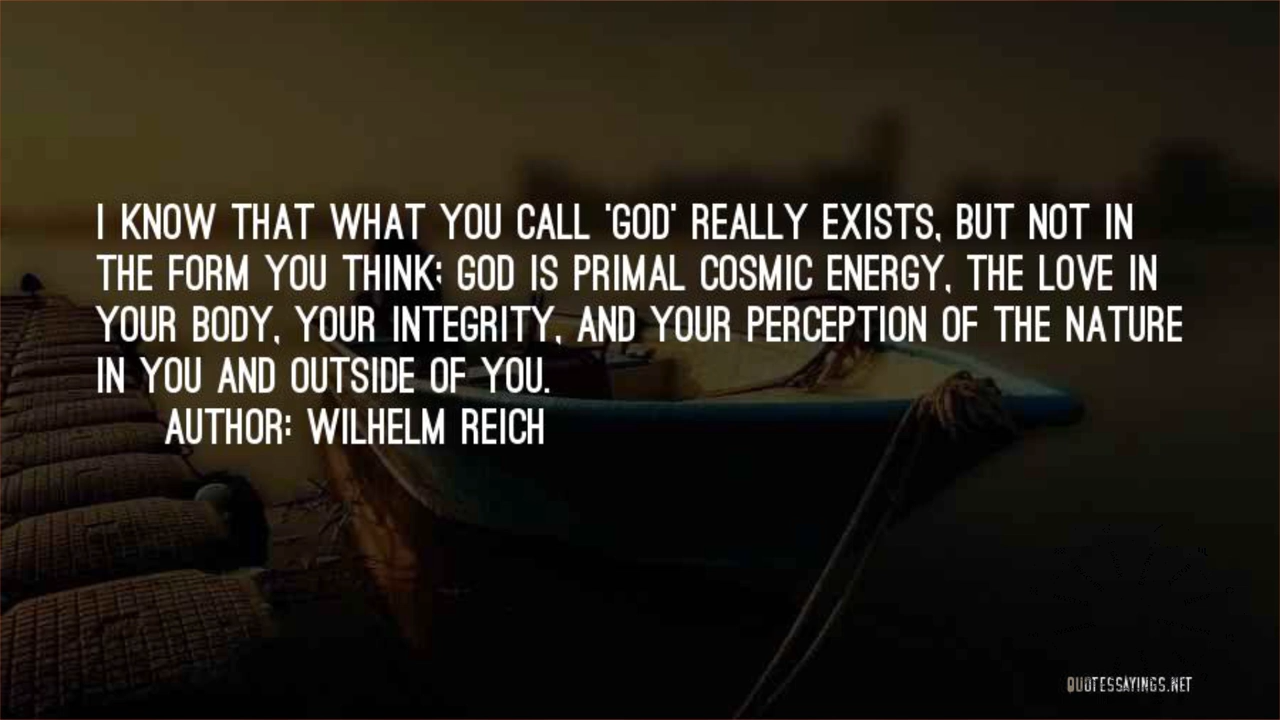 I KNOW THAT WHAT YOU CALL 'GOD' REALLY EXISTS, BUT NOT IN
THE FORM YOU THINK; GOD IS PRIMAL COSMIC ENERGY, THE LOVE IN
YOUR BODY, YOUR INTEGRITY, AND YOUR PERCEPTION OF THE NATURE
IN YOU AND OUTSIDE OF YOU.
AUTHOR: WILHELM REICH
QUOTESSAYINGS.NET